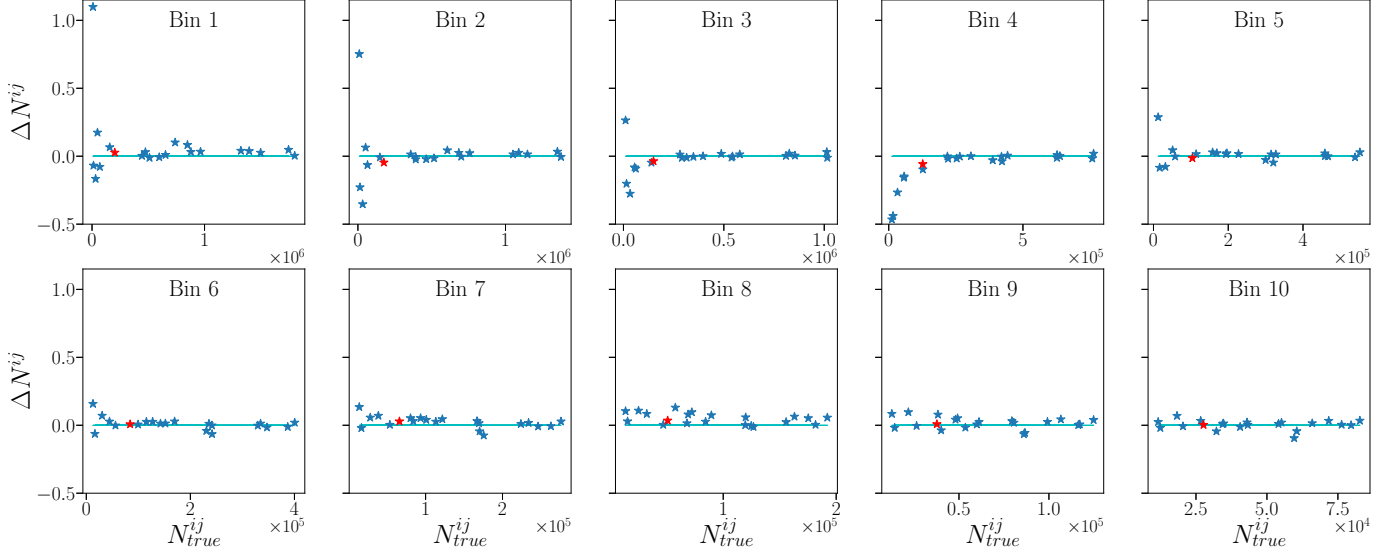 Bin 1 Bin 2 Bin 3 Bin 4 Bin 5
1.0
0.5
0.0
−0.5
ΔN^{ij}
0 1 0 1 0.0 0.5 1.0 0 5 0 2 4
×10^6 ×10^6 ×10^6 ×10^5 ×10^5
Bin 6 Bin 7 Bin 8 Bin 9 Bin 10
1.0
0.5
0.0
−0.5
ΔN^{ij}
0 2 4 1 2 1 2 0.5 1.0 2.5 5.0 7.5
×10^5 ×10^5 ×10^5 ×10^5 ×10^4
N^{ij}_{true} N^{ij}_{true} N^{ij}_{true} N^{ij}_{true} N^{ij}_{true}